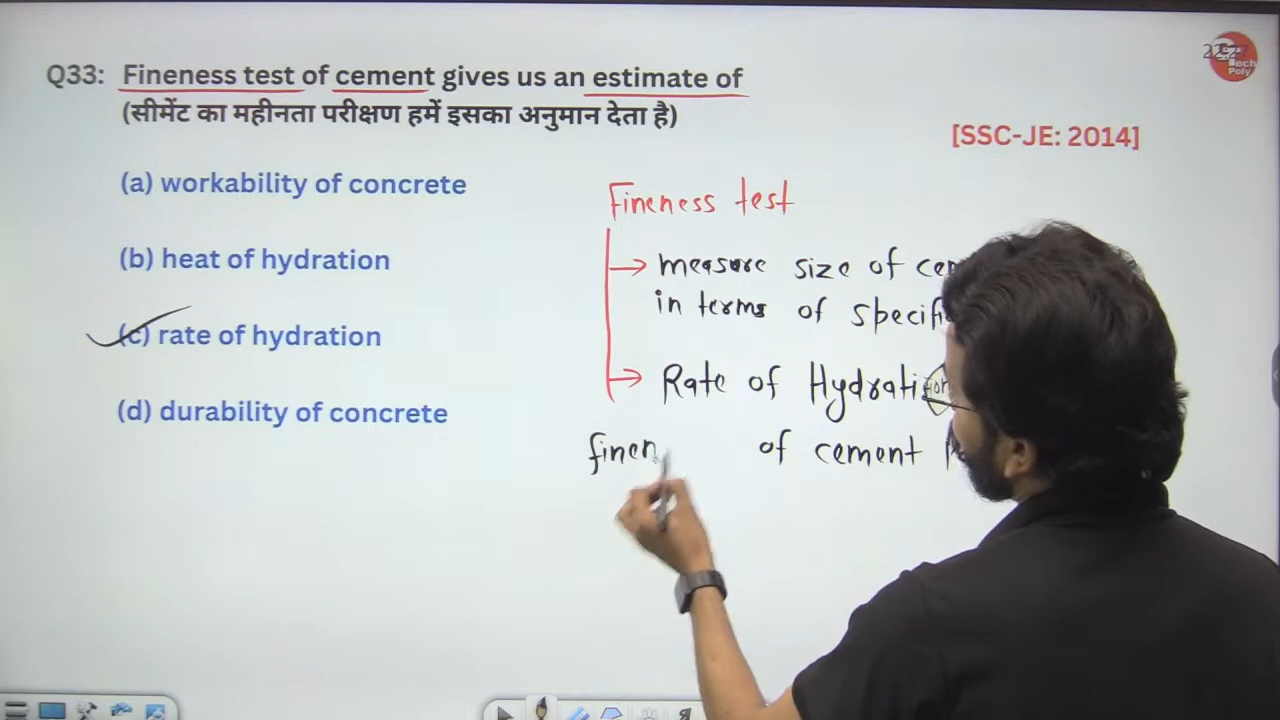 Q33: Fineness test of cement gives us an estimate of
(सीमेंट का महीनता परीक्षण हमें इसका अनुमान देता है)
[SSC-JE: 2014]
(a) workability of concrete
(b) heat of hydration
(c) rate of hydration
(d) durability of concrete
Fineness test
→ measure size of
in terms of
→ Rate of Hydration
of cement
Tech
Poly